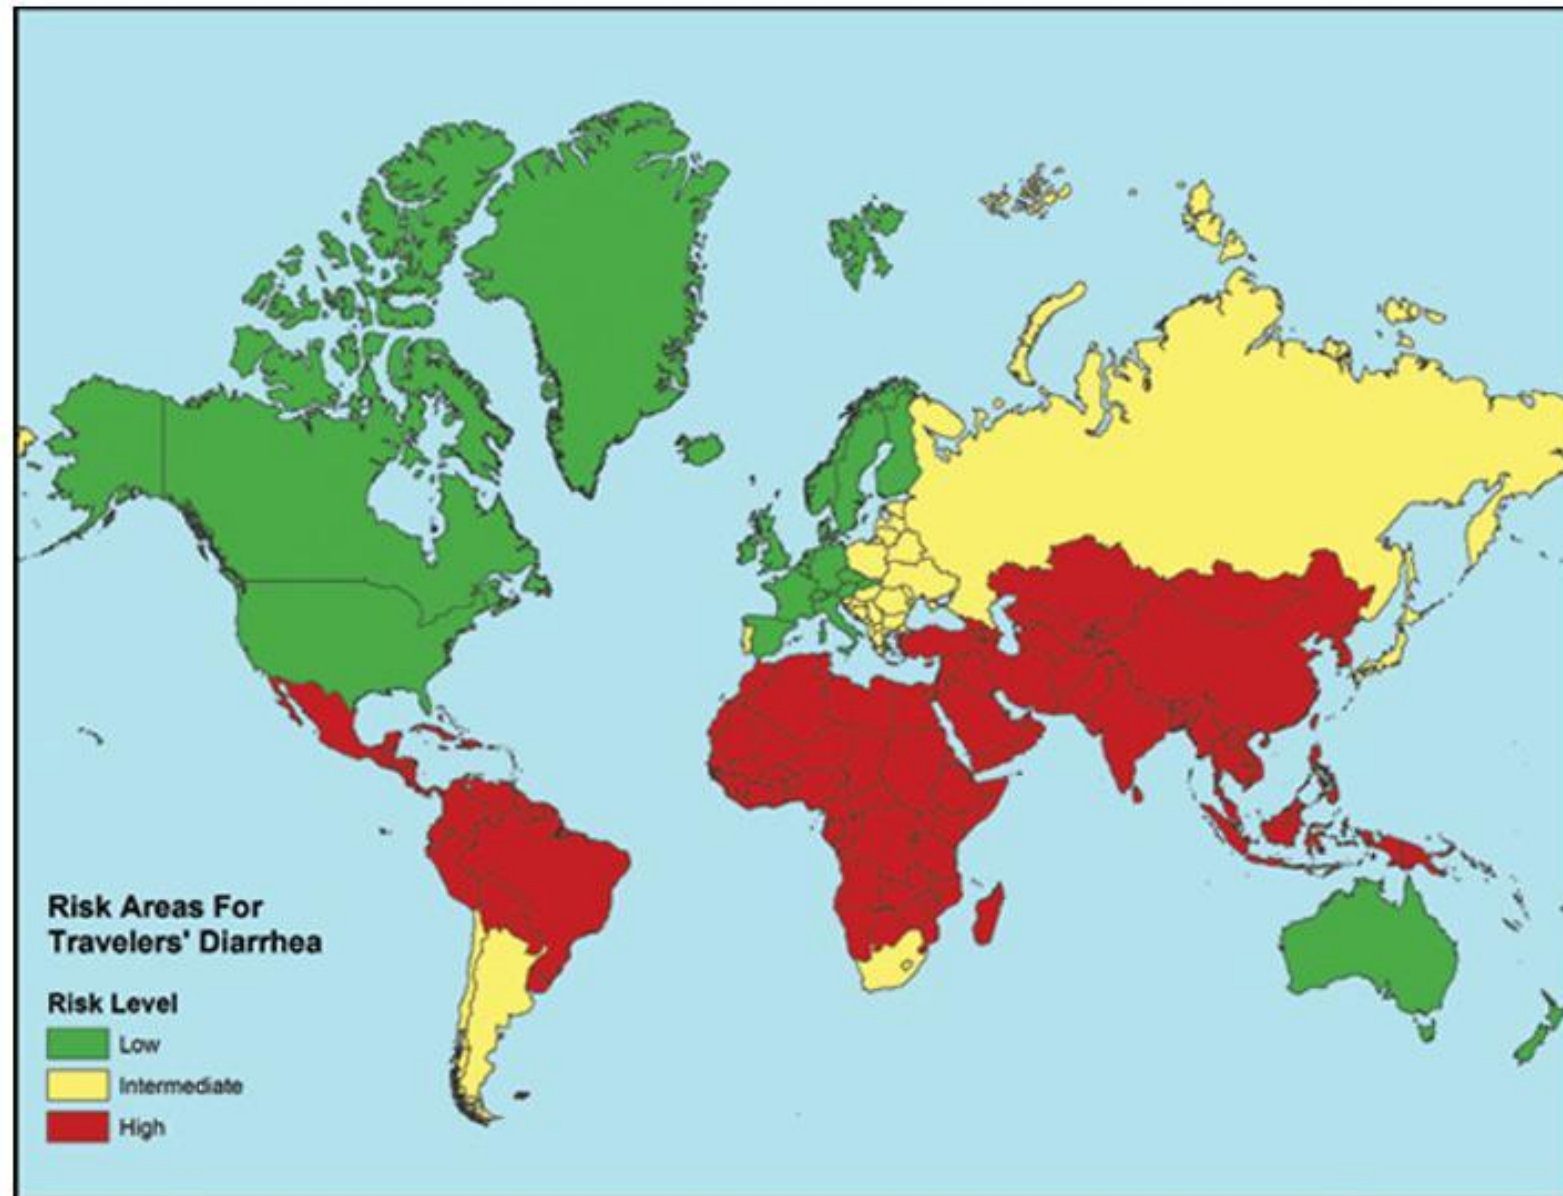 Risk Areas For
Travelers' Diarrhea
Risk Level
Low
Intermediate
High